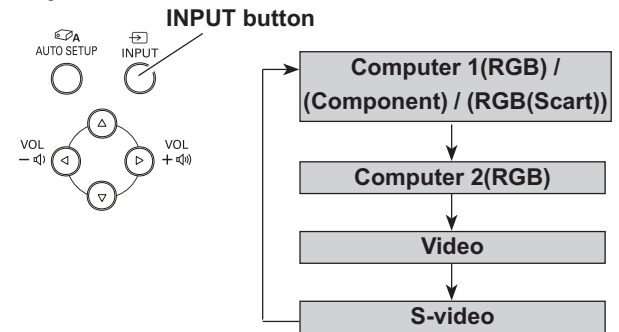 INPUT button
A
AUTO SETUP
INPUT
VOL
−
VOL
+
Computer 1(RGB) /
(Component) / (RGB(Scart))
Computer 2(RGB)
Video
S-video